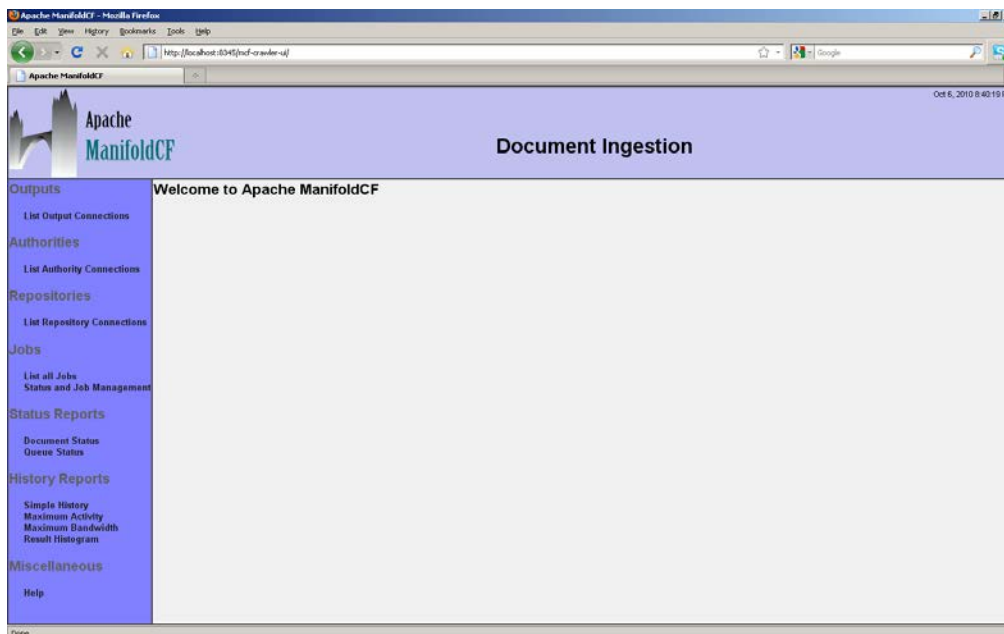 Apache ManifoldCF - Mozilla Firefox
File Edit View History Bookmarks Tools Help
http://localhost:8345/mcf-crawler-ui/
Google
Apache ManifoldCF
Oct 6, 2010 8:40:19
Apache
ManifoldCF
Document Ingestion
Outputs
List Output Connections
Authorities
List Authority Connections
Repositories
List Repository Connections
Jobs
List all Jobs
Status and Job Management
Status Reports
Document Status
Queue Status
History Reports
Simple History
Maximum Activity
Maximum Bandwidth
Result Histogram
Miscellaneous
Help
Welcome to Apache ManifoldCF
Done